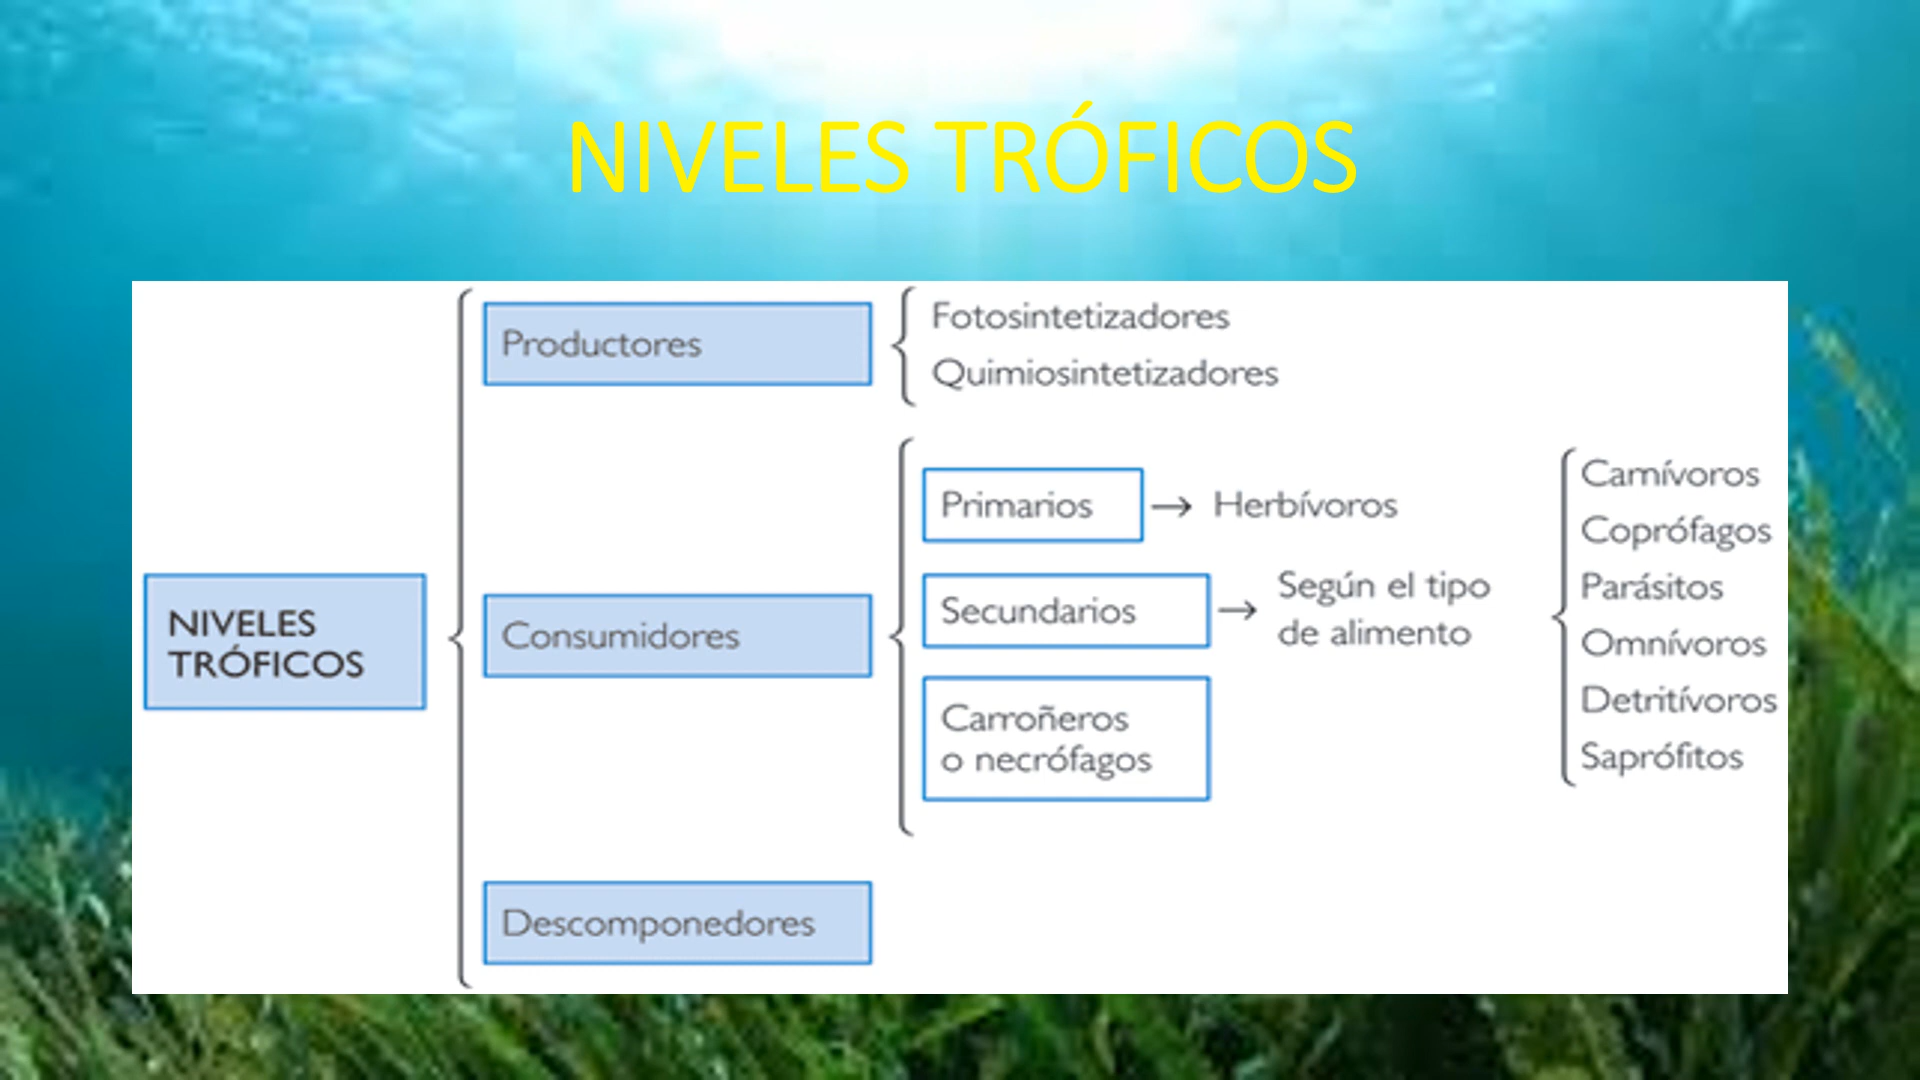 NIVELES TRÓFICOS
Productores
Fotosintetizadores
Quimiosintetizadores
NIVELES
TRÓFICOS
Consumidores
Primarios → Herbívoros
Secundarios → Según el tipo
de alimento
Carroñeros
o necrófagos
Carnívoros
Coprófagos
Parásitos
Omnívoros
Detritívoros
Saprófitos
Descomponedores